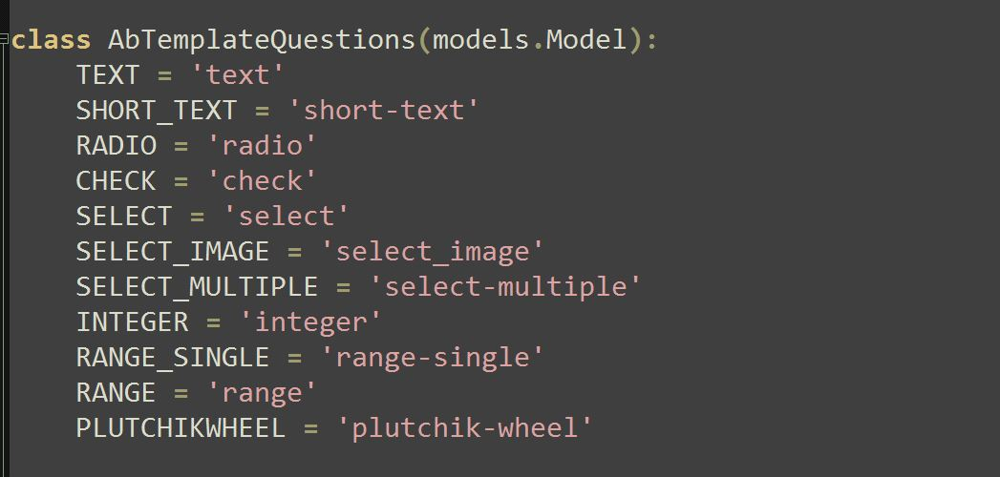 class AbTemplateQuestions(models.Model):
    TEXT = 'text'
    SHORT_TEXT = 'short-text'
    RADIO = 'radio'
    CHECK = 'check'
    SELECT = 'select'
    SELECT_IMAGE = 'select_image'
    SELECT_MULTIPLE = 'select-multiple'
    INTEGER = 'integer'
    RANGE_SINGLE = 'range-single'
    RANGE = 'range'
    PLUTCHIKWHEEL = 'plutchik-wheel'